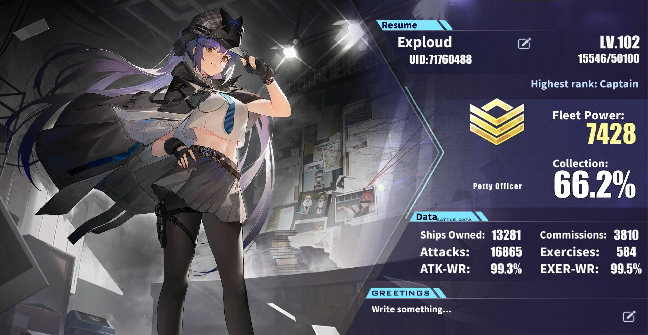 Resume
Exploud
LV.102
UID:71760488
15546/50100
Highest rank: Captain
Fleet Power:
7428
Collection:
66.2%
Petty Officer
Data BATTLE DATA
Ships Owned: 13281 Commissions: 3810
Attacks: 16865 Exercises: 584
ATK-WR: 99.3% EXER-WR: 99.5%
GREETINGS
Write something...